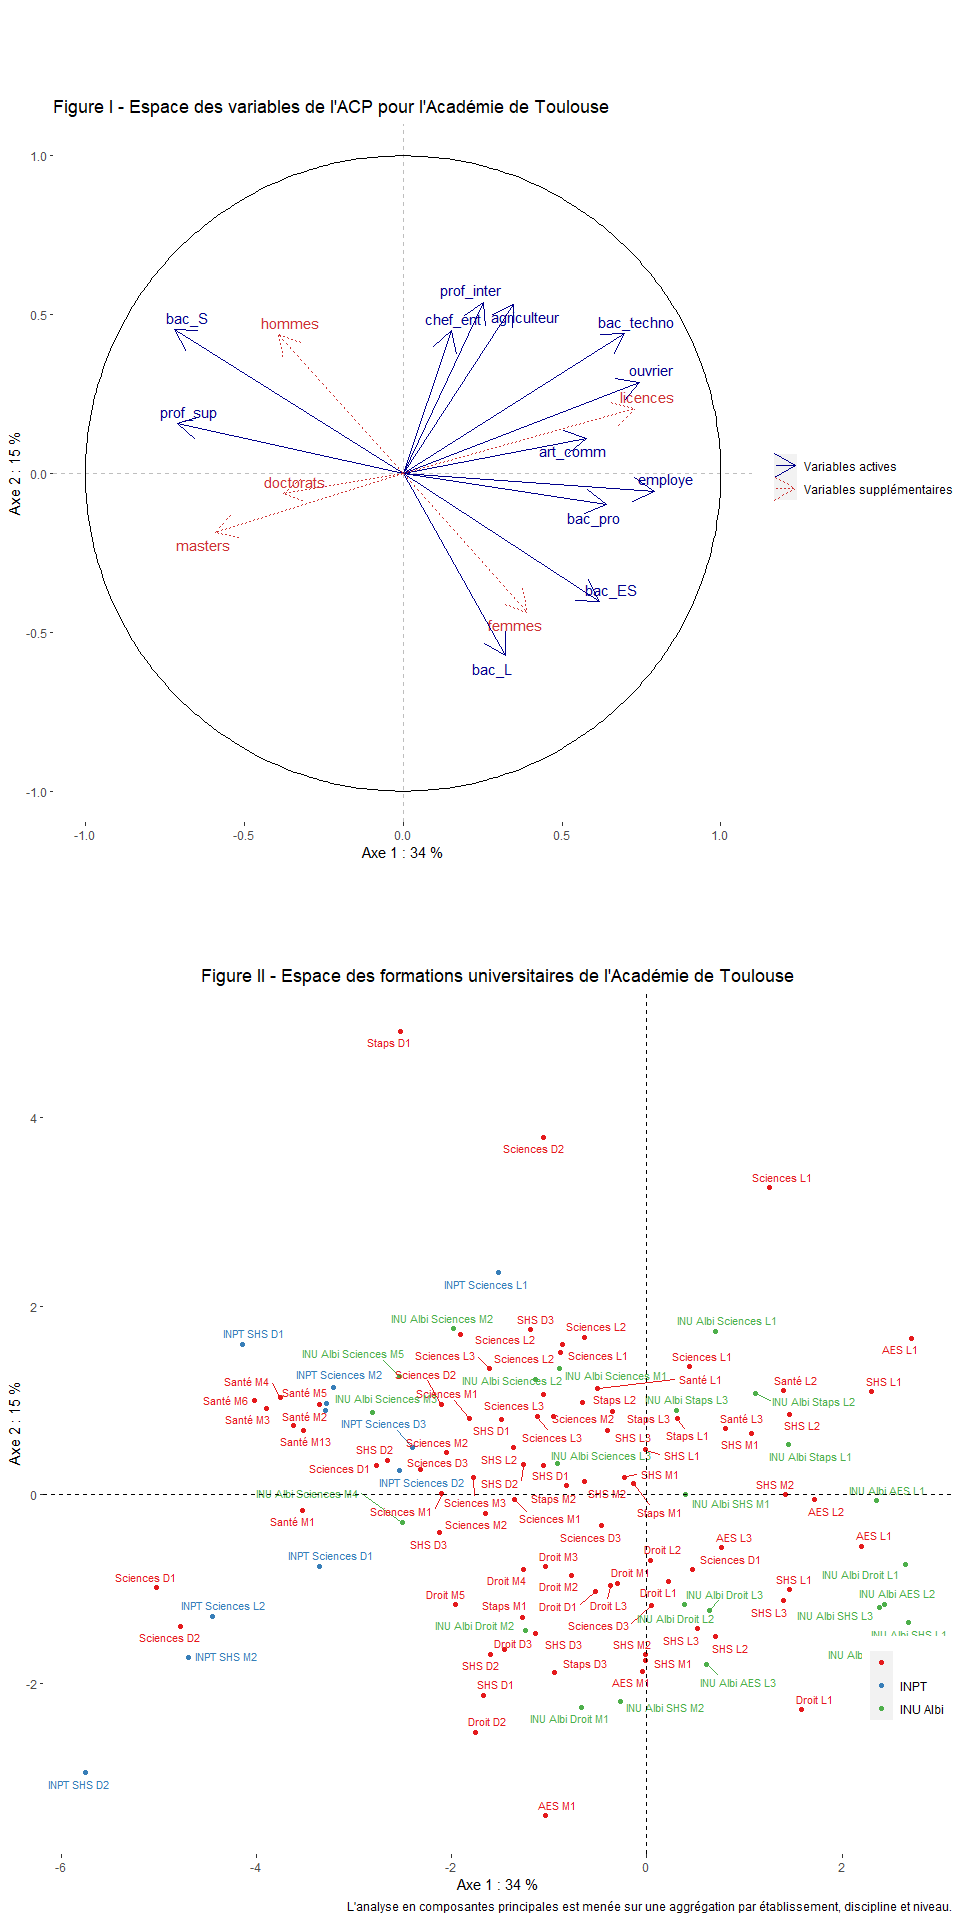 Figure I - Espace des variables de l'ACP pour l'Académie de Toulouse
1.0
0.5
0.0
-0.5
-1.0
Axe 2 : 15 %
prof_inter
bac_S
hommes
chef_ent
agriculteur
bac_techno
ouvrier
licences
prof_sup
art_comm
employe
doctorats
bac_pro
masters
bac_ES
femmes
bac_L
Variables actives
Variables supplémentaires
-1.0
-0.5
0.0
0.5
1.0
Axe 1 : 34 %
Figure II - Espace des formations universitaires de l'Académie de Toulouse
4
2
0
-2
Axe 2 : 15 %
Staps D1
Sciences D2
Sciences L1
INPT Sciences L1
INU Albi Sciences M2
SHS D3
Sciences L2
INU Albi Sciences L1
INPT SHS D1
Sciences L2
AES L1
INU Albi Sciences M5
Sciences L3
Sciences L2
Sciences L1
Sciences L1
INPT Sciences M2
Sciences D2
INU Albi Sciences M1
Santé L1
Santé M4
INU Albi Sciences L2
Santé L2
SHS L1
Santé M5
Sciences M1
Santé M6
INU Albi Sciences M3
Staps L2
INU Albi Staps L3
INU Albi Staps L2
Santé M3
Santé M2
Sciences M2
Staps L3
Santé L3
SHS L2
INPT Sciences D3
SHS D1
Sciences L3
SHS L3
Staps L1
SHS M1
Santé M13
SHS D2
Sciences M2
SHS L2
INU Albi Sciences L3
SHS L1
INU Albi Staps L1
Sciences D1
Sciences D3
SHS D1
SHS M1
INPT Sciences D2
SHS D2
SHS M2
SHS M2
INU Albi AES L1
INU Albi Sciences M4
Sciences M3
Staps M2
INU Albi SHS M1
Sciences M1
Staps M1
AES L2
Santé M1
Sciences M2
Sciences M1
SHS D3
Sciences D3
AES L3
AES L1
INPT Sciences D1
Droit M3
Droit L2
Sciences D1
Sciences D1
Droit M4
Droit M2
Droit M1
INU Albi Droit L1
SHS L1
Droit M5
Droit L1
INU Albi Droit L3
INU Albi AES L2
INPT Sciences L2
Staps M1
Droit D1
Droit L3
SHS L3
INU Albi SHS L3
INU Albi Droit L2
Sciences D2
INU Albi Droit M2
Sciences D3
INU Albi SHS L1
Droit D3
SHS D3
SHS M2
SHS L3
SHS L2
INPT SHS M2
SHS D2
Staps D3
SHS M1
INU Alb
SHS D1
AES M1
INU Albi AES L3
INPT
Droit L1
INU Albi SHS M2
INU Albi
Droit D2
INU Albi Droit M1
INPT SHS D2
AES M1
-6
-4
-2
0
2
Axe 1 : 34 %
L'analyse en composantes principales est menée sur une aggrégation par établissement, discipline et niveau.